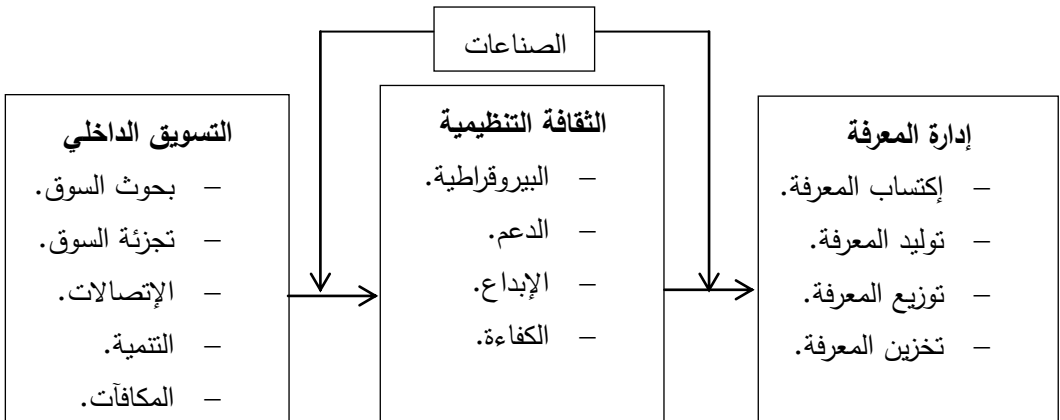 الصناعات
إدارة المعرفة
– إكتساب المعرفة.
– توليد المعرفة.
– توزيع المعرفة.
– تخزين المعرفة.
الثقافة التنظيمية
– البيروقراطية.
– الدعم.
– الإبداع.
– الكفاءة.
التسويق الداخلي
– بحوث السوق.
– تجزئة السوق.
– الإتصالات.
– التنمية.
– المكافآت.